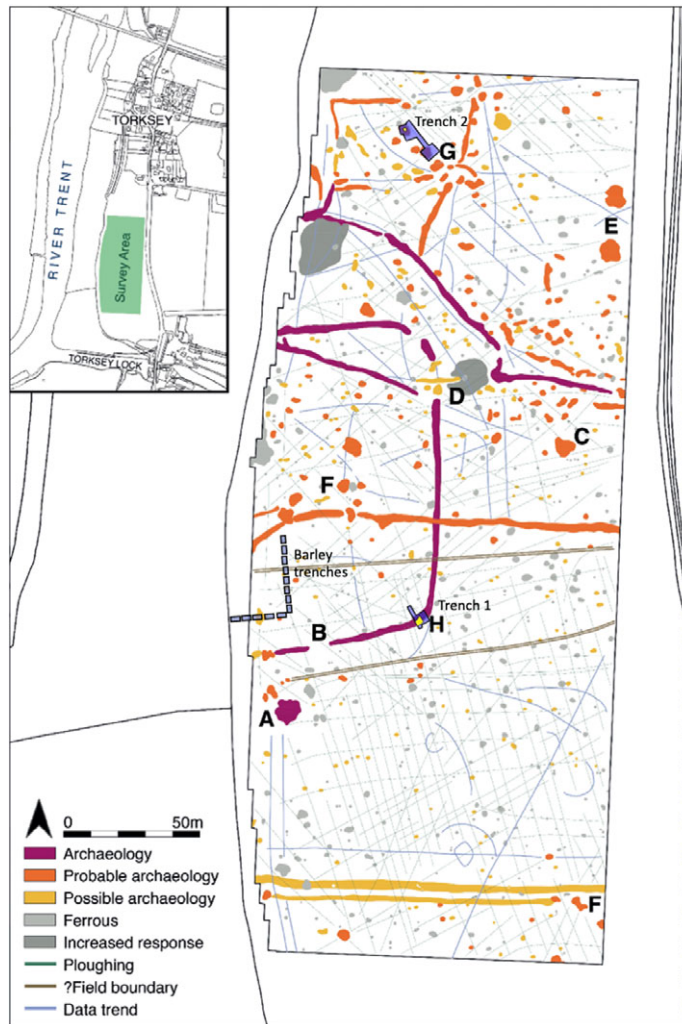 TORKSEY
RIVER TRENT
Survey Area
TORKSEY LOCK
Trench 2
G
E
D
C
F
Barley
trenches
Trench 1
H
B
A
F
0 50m
Archaeology
Probable archaeology
Possible archaeology
Ferrous
Increased response
Ploughing
?Field boundary
Data trend